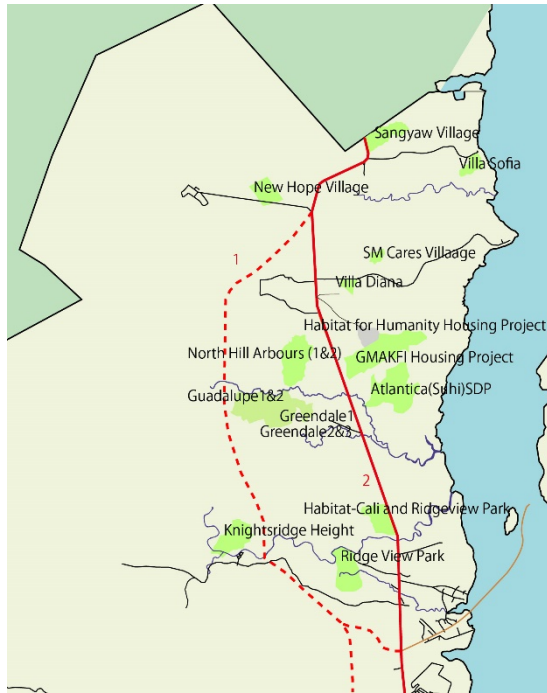 Sangyaw Village
Villa Sofia
New Hope Village
1
SM Cares Villaage
Villa Diana
Habitat for Humanity Housing Project
North Hill Arbours (1&2)
GMAKFI Housing Project
Atlantica(Suhi)SDP
Guadalupe1&2
Greendale1
Greendale2&3
2
Habitat-Cali and Ridgeview Park
Knightsridge Height
Ridge View Park